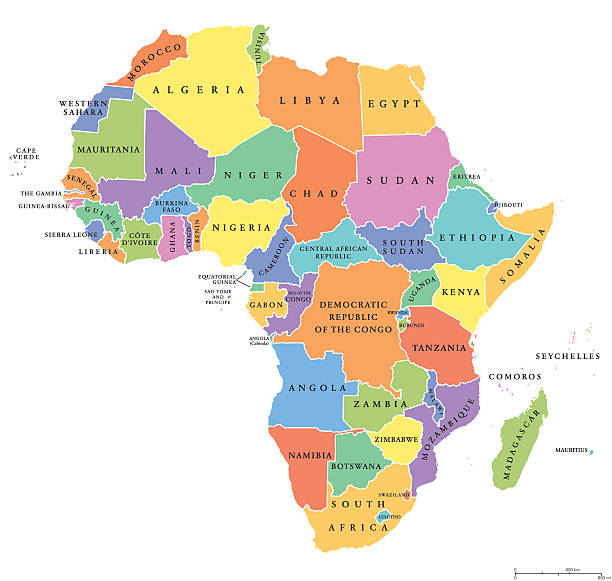 MOROCCO
TUNISIA
ALGERIA
LIBYA
EGYPT
WESTERN
SAHARA
CAPE
VERDE
MAURITANIA
MALI
NIGER
CHAD
SUDAN
ERITREA
DJIBOUTI
SENEGAL
THE GAMBIA
GUINEA-BISSAU
GUINEA
SIERRA LEONE
LIBERIA
CÔTE
D'IVOIRE
BURKINA
FASO
GHANA
TOGO
BENIN
NIGERIA
CAMEROON
CENTRAL AFRICAN
REPUBLIC
SOUTH
SUDAN
ETHIOPIA
SOMALIA
EQUATORIAL
GUINEA
SAO TOME
AND
PRINCIPE
GABON
REP. OF THE
CONGO
DEMOCRATIC
REPUBLIC
OF THE CONGO
UGANDA
KENYA
RWANDA
BURUNDI
TANZANIA
ANGOLA
(Cabinda)
SEYCHELLES
COMOROS
ANGOLA
ZAMBIA
MALAWI
MOZAMBIQUE
MADAGASCAR
MAURITIUS
ZIMBABWE
NAMIBIA
BOTSWANA
SWAZILAND
LESOTHO
SOUTH
AFRICA
0 800 km
0 500 mi